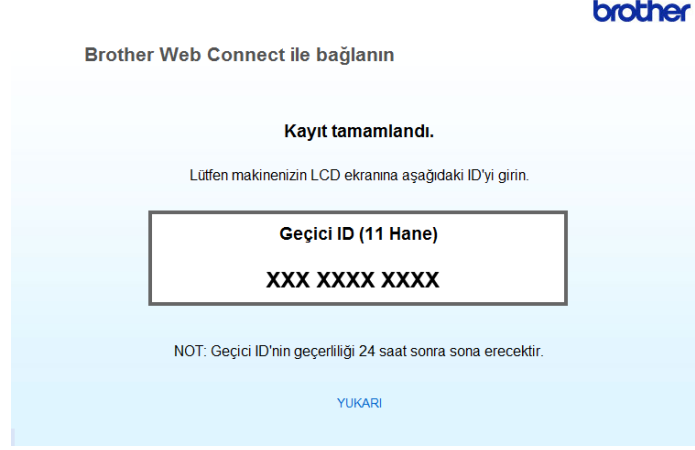 brother
Brother Web Connect ile bağlanın
Kayıt tamamlandı.
Lütfen makinenizin LCD ekranına aşağıdaki ID'yi girin.
Geçici ID (11 Hane)
XXX XXXX XXXX
NOT: Geçici ID'nin geçerliliği 24 saat sonra sona erecektir.
YUKARI